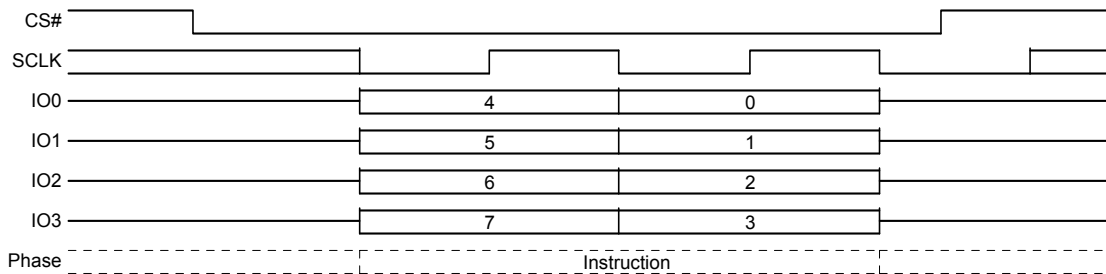 CS#
SCLK
IO0 4 0
IO1 5 1
IO2 6 2
IO3 7 3
Phase Instruction